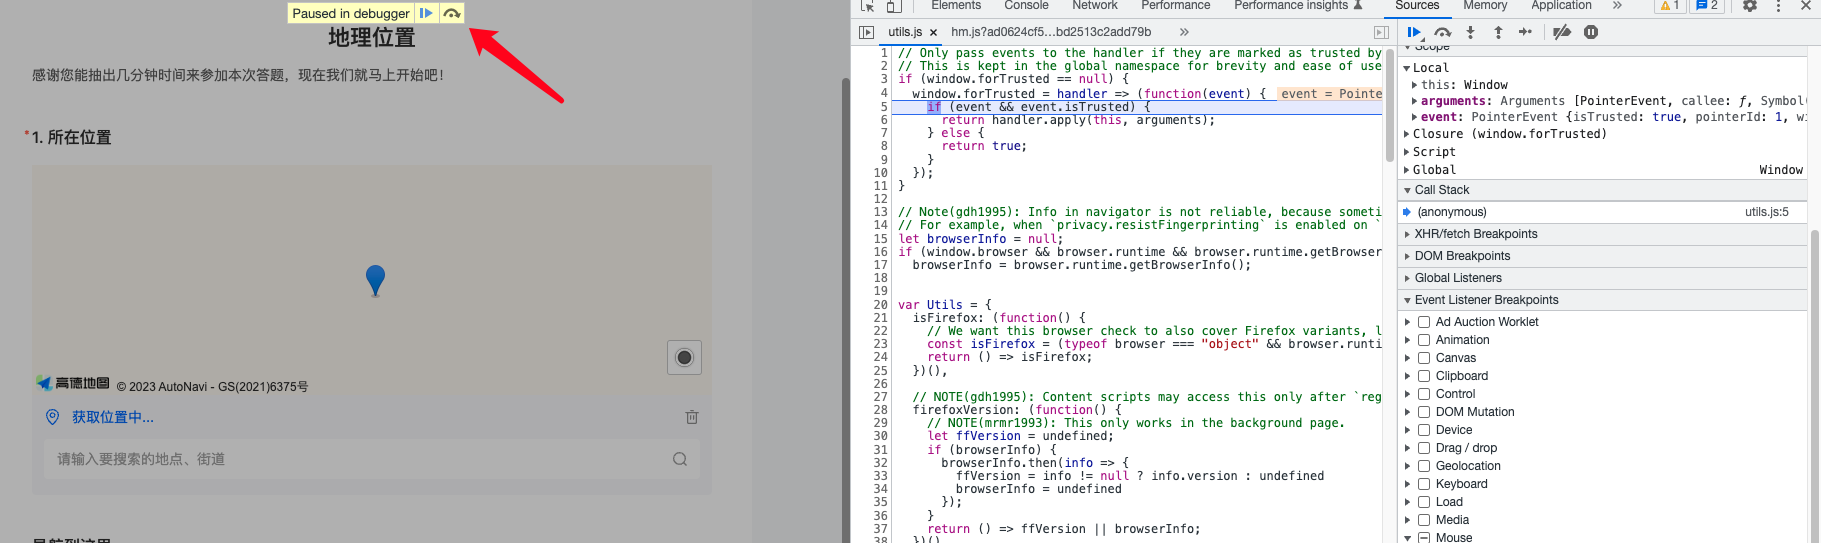 Paused in debugger
地理位置
感谢您能抽出几分钟时间来参加本次答题，现在我们就马上开始吧！
*1. 所在位置
高德地图 © 2023 AutoNavi - GS(2021)6375号
获取位置中...
请输入要搜索的地点、街道
Elements Console Network Performance Performance insights Sources Memory Application » 1 2
utils.js × hm.js?ad0624cf5...bd2513c2add79b »
1 // Only pass events to the handler if they are marked as trusted by
2 // This is kept in the global namespace for brevity and ease of use
3 if (window.forTrusted == null) {
4 window.forTrusted = handler => (function(event) { event = Pointe
5 if (event && event.isTrusted) {
6 return handler.apply(this, arguments);
7 } else {
8 return true;
9 }
10 });
11 }
12
13 // Note(gdh1995): Info in navigator is not reliable, because someti
14 // For example, when `privacy.resistFingerprinting` is enabled on `
15 let browserInfo = null;
16 if (window.browser && browser.runtime && browser.runtime.getBrowser
17 browserInfo = browser.runtime.getBrowserInfo();
18
19
20 var Utils = {
21 isFirefox: (function() {
22 // We want this browser check to also cover Firefox variants, l
23 const isFirefox = (typeof browser === "object" && browser.runti
24 return () => isFirefox;
25 })(),
26
27 // NOTE(gdh1995): Content scripts may access this only after `reg
28 firefoxVersion: (function() {
29 // NOTE(mrmr1993): This only works in the background page.
30 let ffVersion = undefined;
31 if (browserInfo) {
32 browserInfo.then(info => {
33 ffVersion = info != null ? info.version : undefined
34 browserInfo = undefined
35 });
36 }
37 return () => ffVersion || browserInfo;
38 })()
Scope
Local
this: Window
arguments: Arguments [PointerEvent, callee: ƒ, Symbol(
event: PointerEvent {isTrusted: true, pointerId: 1, wi
Closure (window.forTrusted)
Script
Global Window
Call Stack
(anonymous) utils.js:5
XHR/fetch Breakpoints
DOM Breakpoints
Global Listeners
Event Listener Breakpoints
Ad Auction Worklet
Animation
Canvas
Clipboard
Control
DOM Mutation
Device
Drag / drop
Geolocation
Keyboard
Load
Media
Mouse